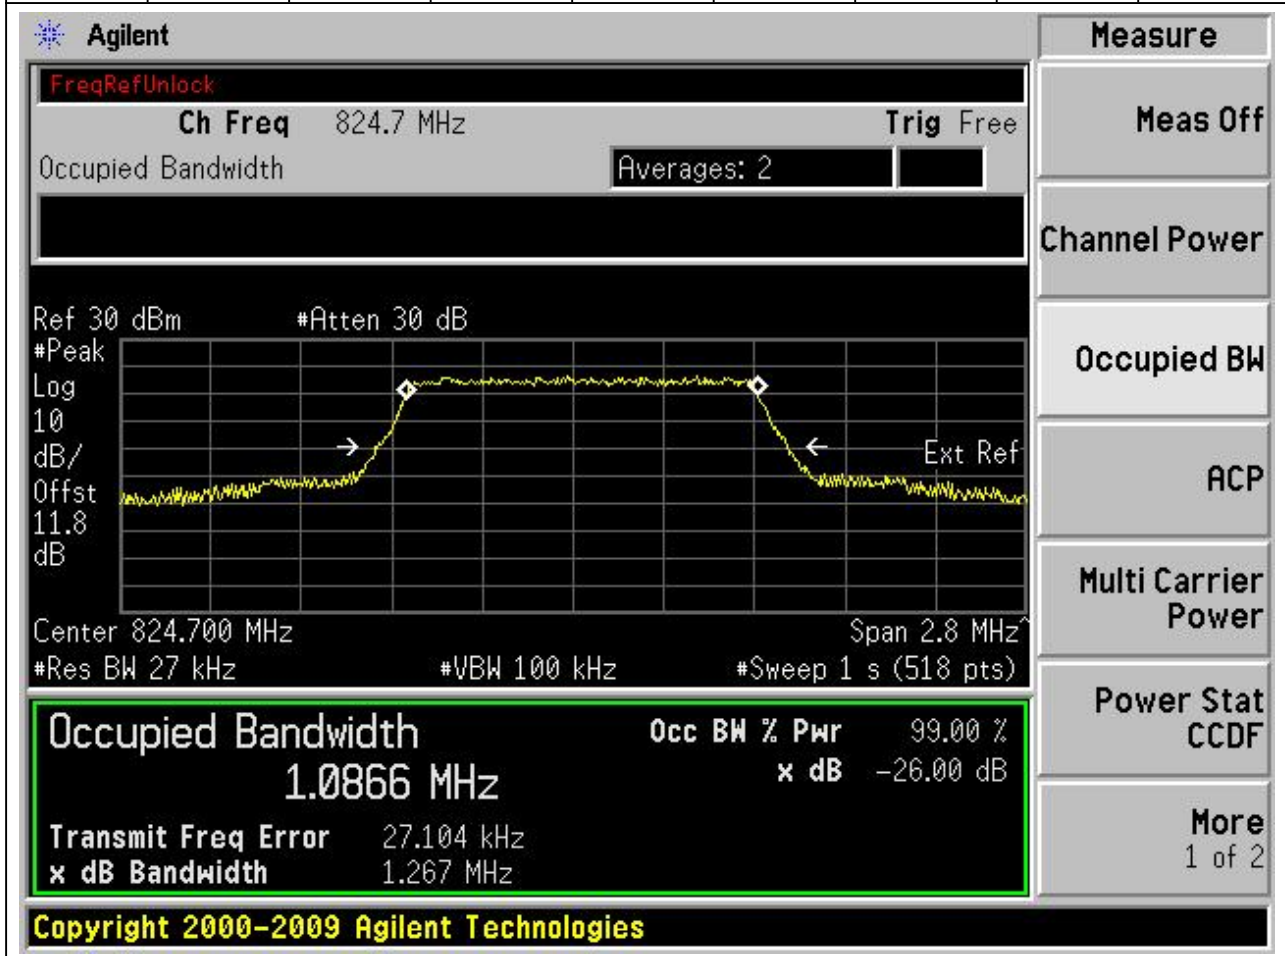 Agilent
Measure
FreqRefUnlock
Ch Freq 824.7 MHz Trig Free
Meas Off
Occupied Bandwidth Averages: 2
Channel Power
Ref 30 dBm #Atten 30 dB
#Peak
Log
10
dB/
Offst
11.8
dB
Ext Ref
Occupied BW
ACP
Center 824.700 MHz Span 2.8 MHz^
#Res BW 27 kHz #VBW 100 kHz #Sweep 1 s (518 pts)
Multi Carrier
Power
Occupied Bandwidth Occ BW % Pwr 99.00 %
1.0866 MHz x dB -26.00 dB
Transmit Freq Error 27.104 kHz
x dB Bandwidth 1.267 MHz
Power Stat
CCDF
More
1 of 2
Copyright 2000-2009 Agilent Technologies